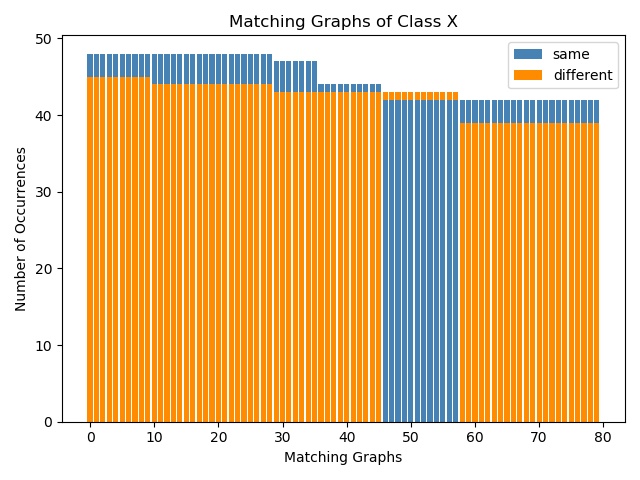 Matching Graphs of Class X
same
different
Number of Occurrences
50
40
30
20
10
0
0 10 20 30 40 50 60 70 80
Matching Graphs